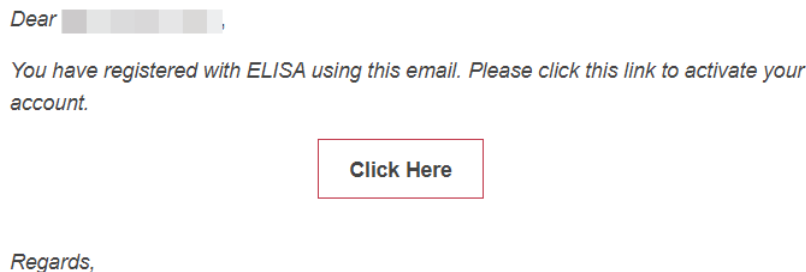 Dear ,
You have registered with ELISA using this email. Please click this link to activate your
account.
Click Here
Regards,